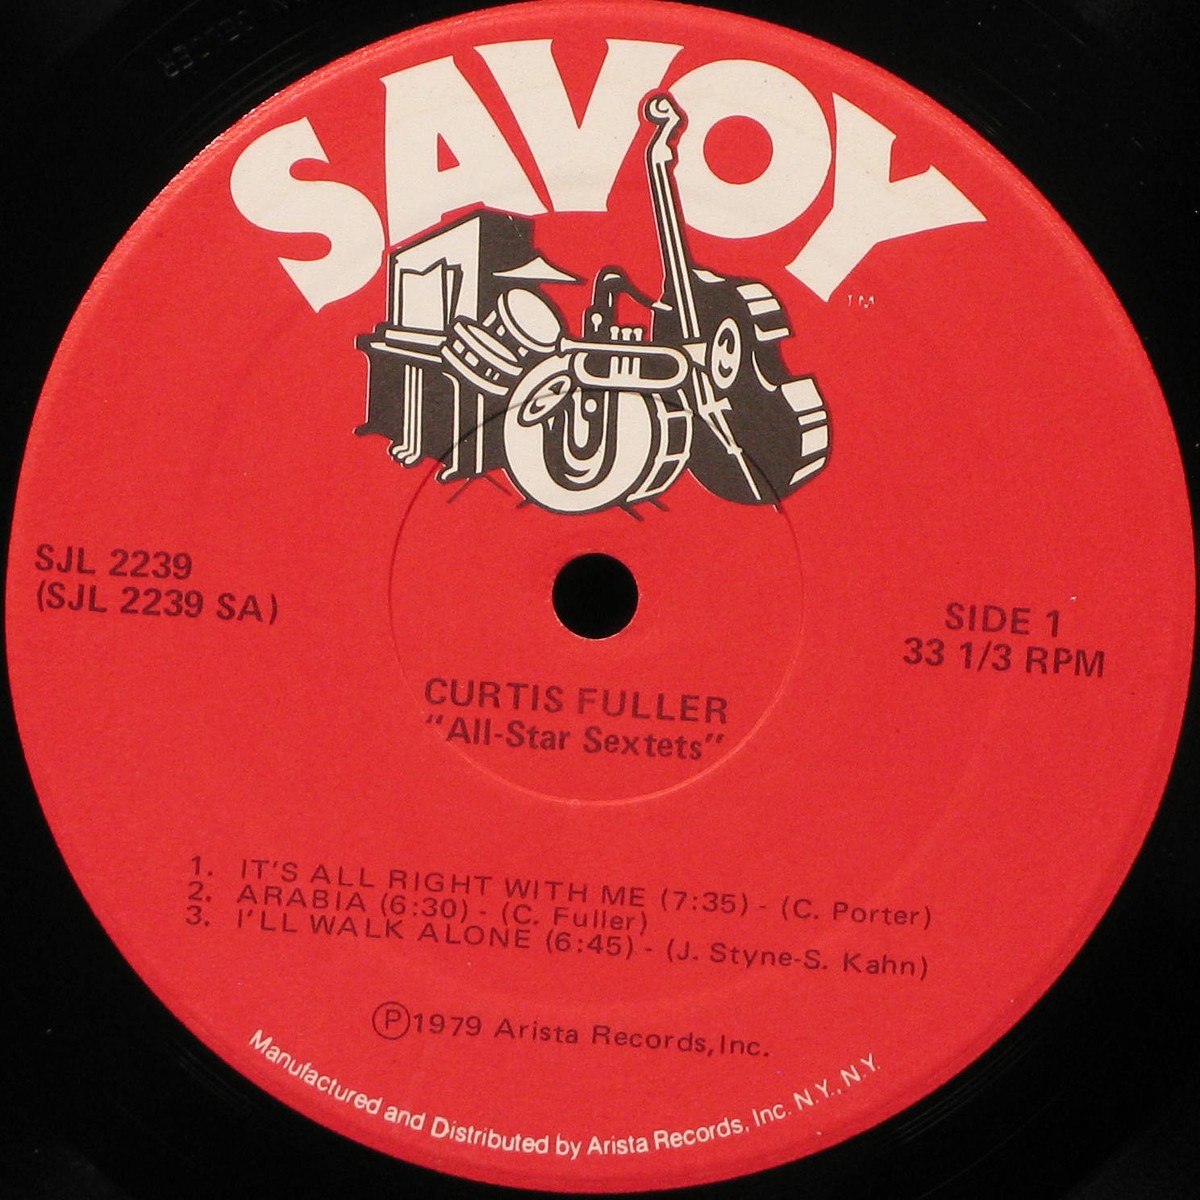 SAVOY
TM
SJL 2239
(SJL 2239 SA)
SIDE 1
33 1/3 RPM
CURTIS FULLER
"All-Star Sextets"
1. IT'S ALL RIGHT WITH ME (7:35) - (C. Porter)
2. ARABIA (6:30) - (C. Fuller)
3. I'LL WALK ALONE (6:45) - (J. Styne-S. Kahn)
Ⓟ1979 Arista Records, Inc.
Manufactured and Distributed by Arista Records, Inc. N.Y., N.Y.